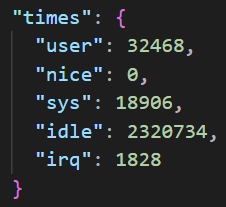 "times": {
"user": 32468,
"nice": 0,
"sys": 18906,
"idle": 2320734,
"irq": 1828
}